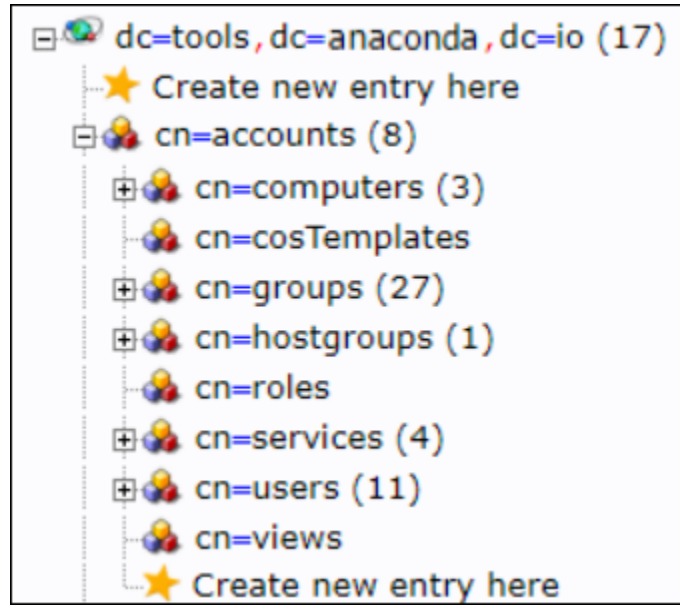 dc=tools, dc=anaconda, dc=io (17)
Create new entry here
cn=accounts (8)
cn=computers (3)
cn=cosTemplates
cn=groups (27)
cn=hostgroups (1)
cn=roles
cn=services (4)
cn=users (11)
cn=views
Create new entry here